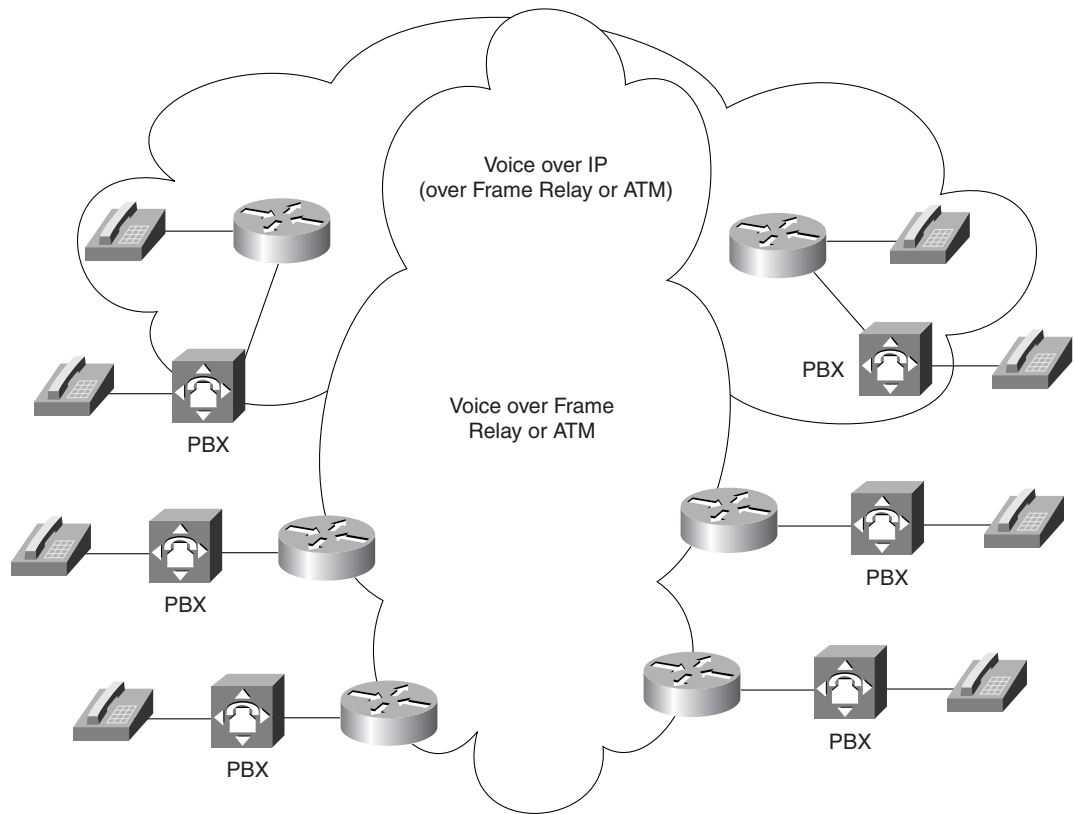 Voice over IP
(over Frame Relay or ATM)
PBX
Voice over Frame
Relay or ATM
PBX
PBX
PBX
PBX
PBX